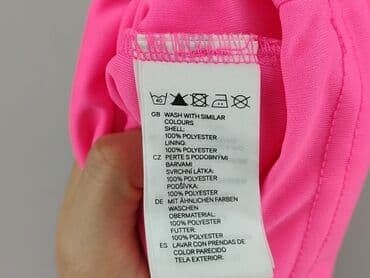 40
GB WASH WITH SIMILAR
COLOURS
SHELL:
100% POLYESTER
LINING:
100% POLYESTER
CZ PERTE S PODOBNÝMI
BARVAMI
SVRCHNÍ LÁTKA:
100% POLYESTER
PODŠÍVKA:
100% POLYESTER
DE MIT ÄHNLICHEN FARBEN
WASCHEN
OBERMATERIAL:
100% POLYESTER
FUTTER:
100% POLYESTER
ES LAVAR CON PRENDAS DE
COLOR PARECIDO
TELA EXTERIOR: